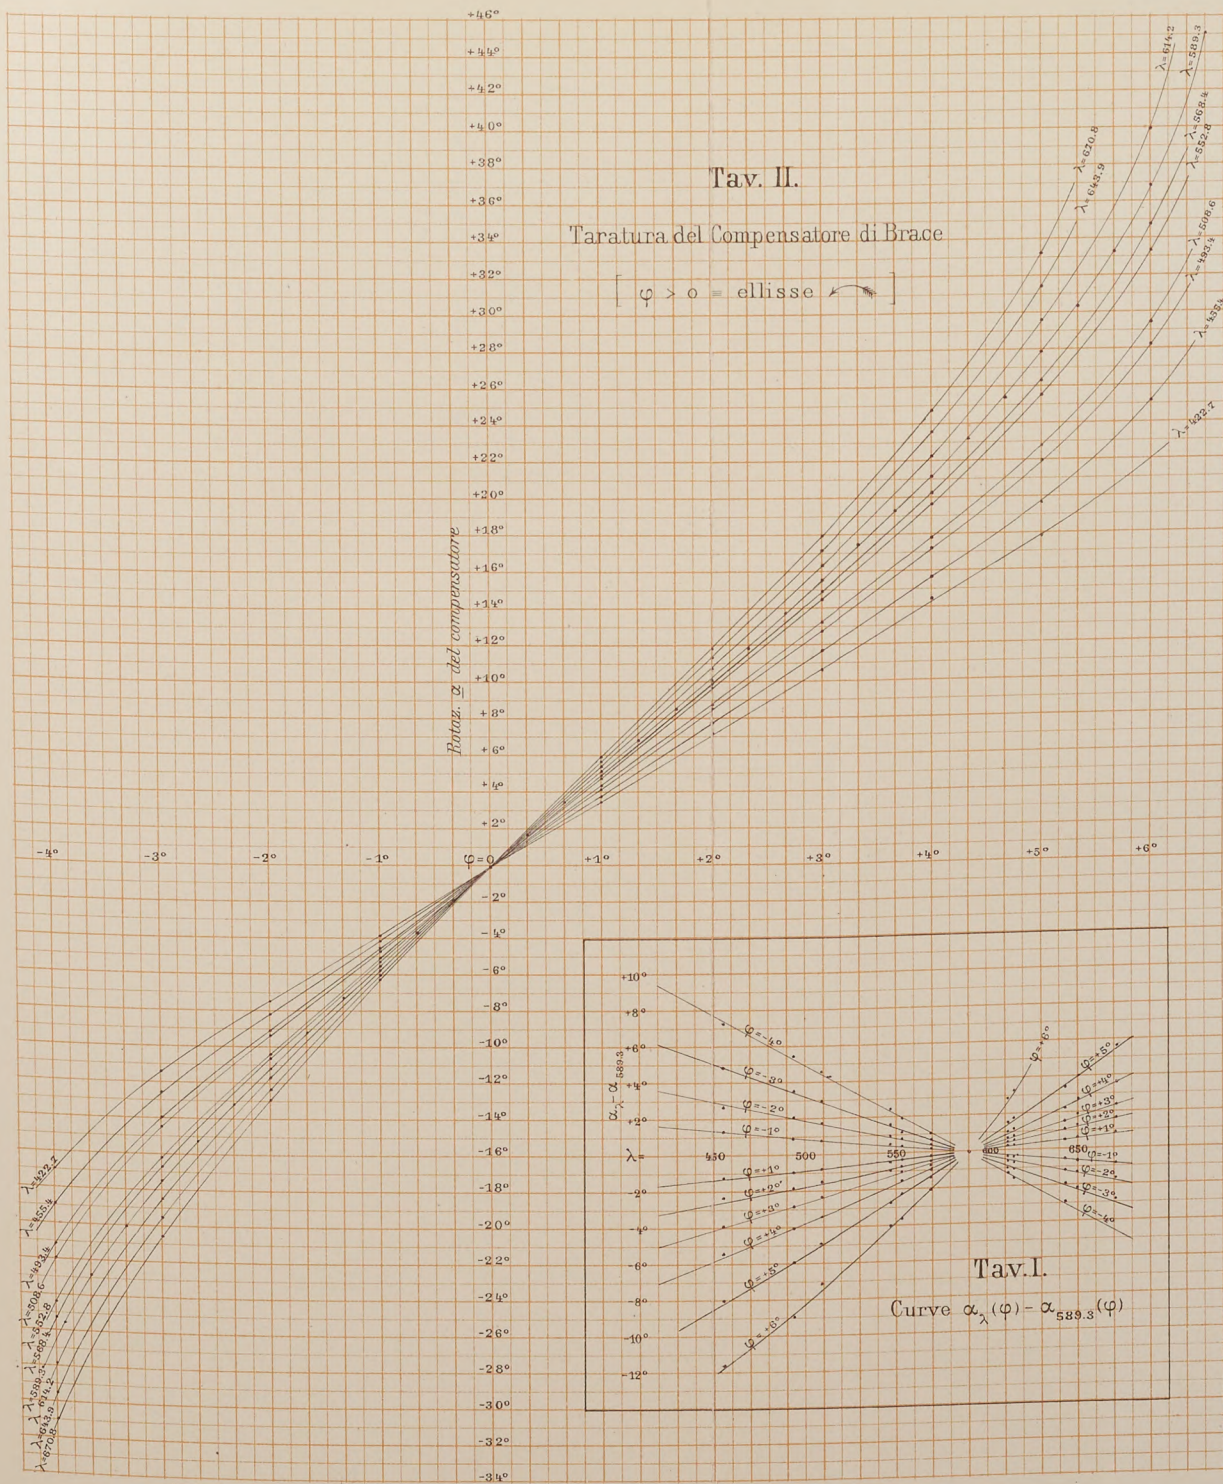 +46°
+44°
+42°
+40°
+38°
+36°
+34°
+32°
+30°
+28°
+26°
+24°
+22°
+20°
+18°
+16°
+14°
+12°
+10°
+8°
+6°
+4°
+2°
Tav. II.
Taratura del Compensatore di Brace
[ φ > 0 = ellisse ]
λ=620.8
λ=643.9
λ=614.2
λ=589.3
λ=568.4
λ=552.8
λ=508.6
λ=493.4
λ=455.4
λ=422.7
Rotaz. α del compensatore
-4° -3° -2° -1° φ=0 +1° +2° +3° +4° +5° +6°
-2°
-4°
-6°
-8°
-10°
-12°
-14°
-16°
-18°
-20°
-22°
-24°
-26°
-28°
-30°
-32°
-34°
λ=422.7
λ=455.4
λ=493.4
λ=508.6
λ=552.8
λ=568.4
λ=589.3
λ=614.2
λ=643.9
λ=670.8
+10°
+8°
+6°
+4°
+2°
αλ-α589.3
λ= 450 500 550 600 650
-2°
-4°
-6°
-8°
-10°
-12°
φ=-4°
φ=-3°
φ=-2°
φ=-1°
φ=+1°
φ=+2°
φ=+3°
φ=+4°
φ=+5°
φ=+6°
φ=+6°
φ=+5°
φ=+4°
φ=+3°
φ=+2°
φ=+1°
φ=-1°
φ=-2°
φ=-3°
φ=-4°
Tav. I.
Curve αλ(φ)-α589.3(φ)